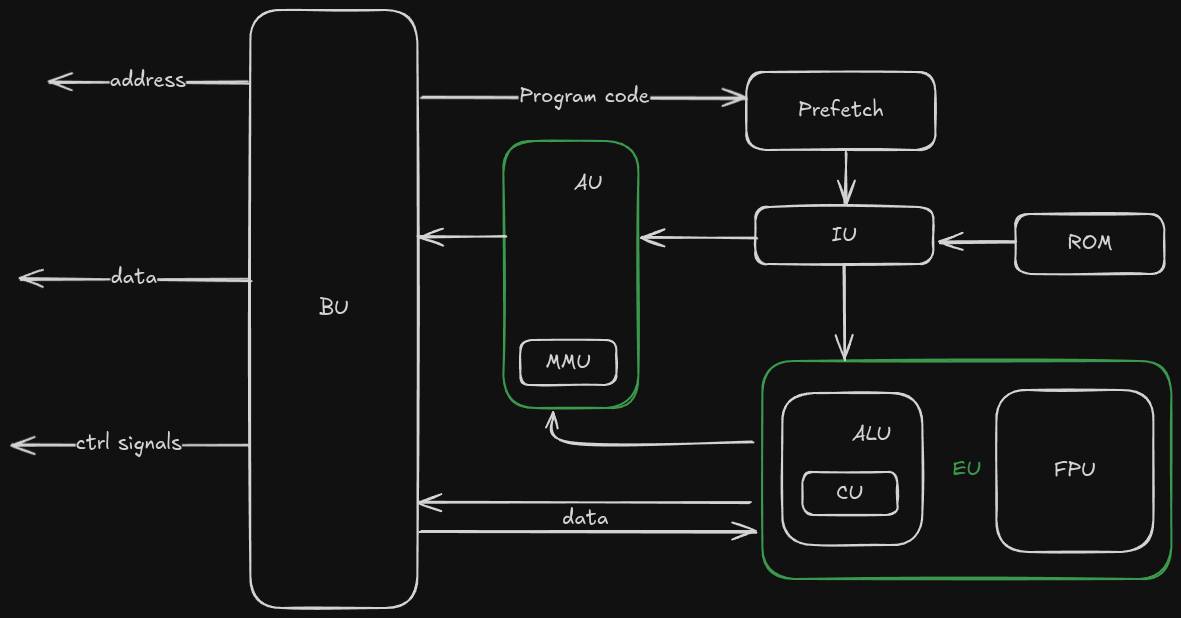 address
Program code
Prefetch
AU
IU
ROM
data
BU
MMU
ctrl signals
ALU
EU
FPU
CU
data